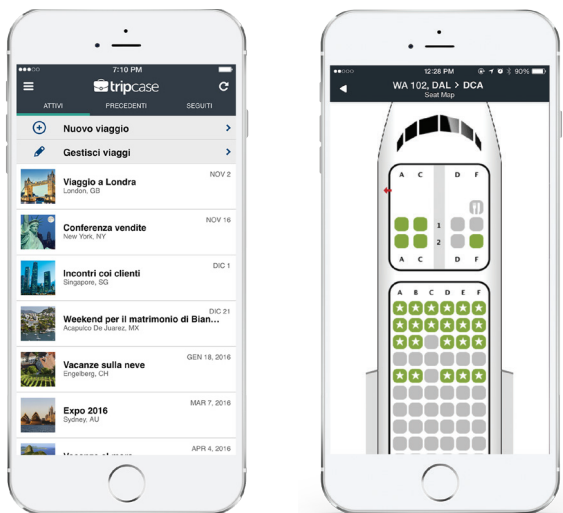 7:10 PM
tripcase
ATTIVI PRECEDENTI SEGUITI
Nuovo viaggio
Gestisci viaggi
NOV 2
Viaggio a Londra
London, GB
NOV 16
Conferenza vendite
New York, NY
DIC 1
Incontri coi clienti
Singapore, SG
DIC 21
Weekend per il matrimonio di Bian...
Acapulco De Juarez, MX
GEN 18, 2016
Vacanze sulla neve
Engelberg, CH
MAR 7, 2016
Expo 2016
Sydney, AU
APR 4, 2016
12:28 PM 90%
WA 102, DAL > DCA
Seat Map
A C D F
1
2
A C D F
A B C D E F